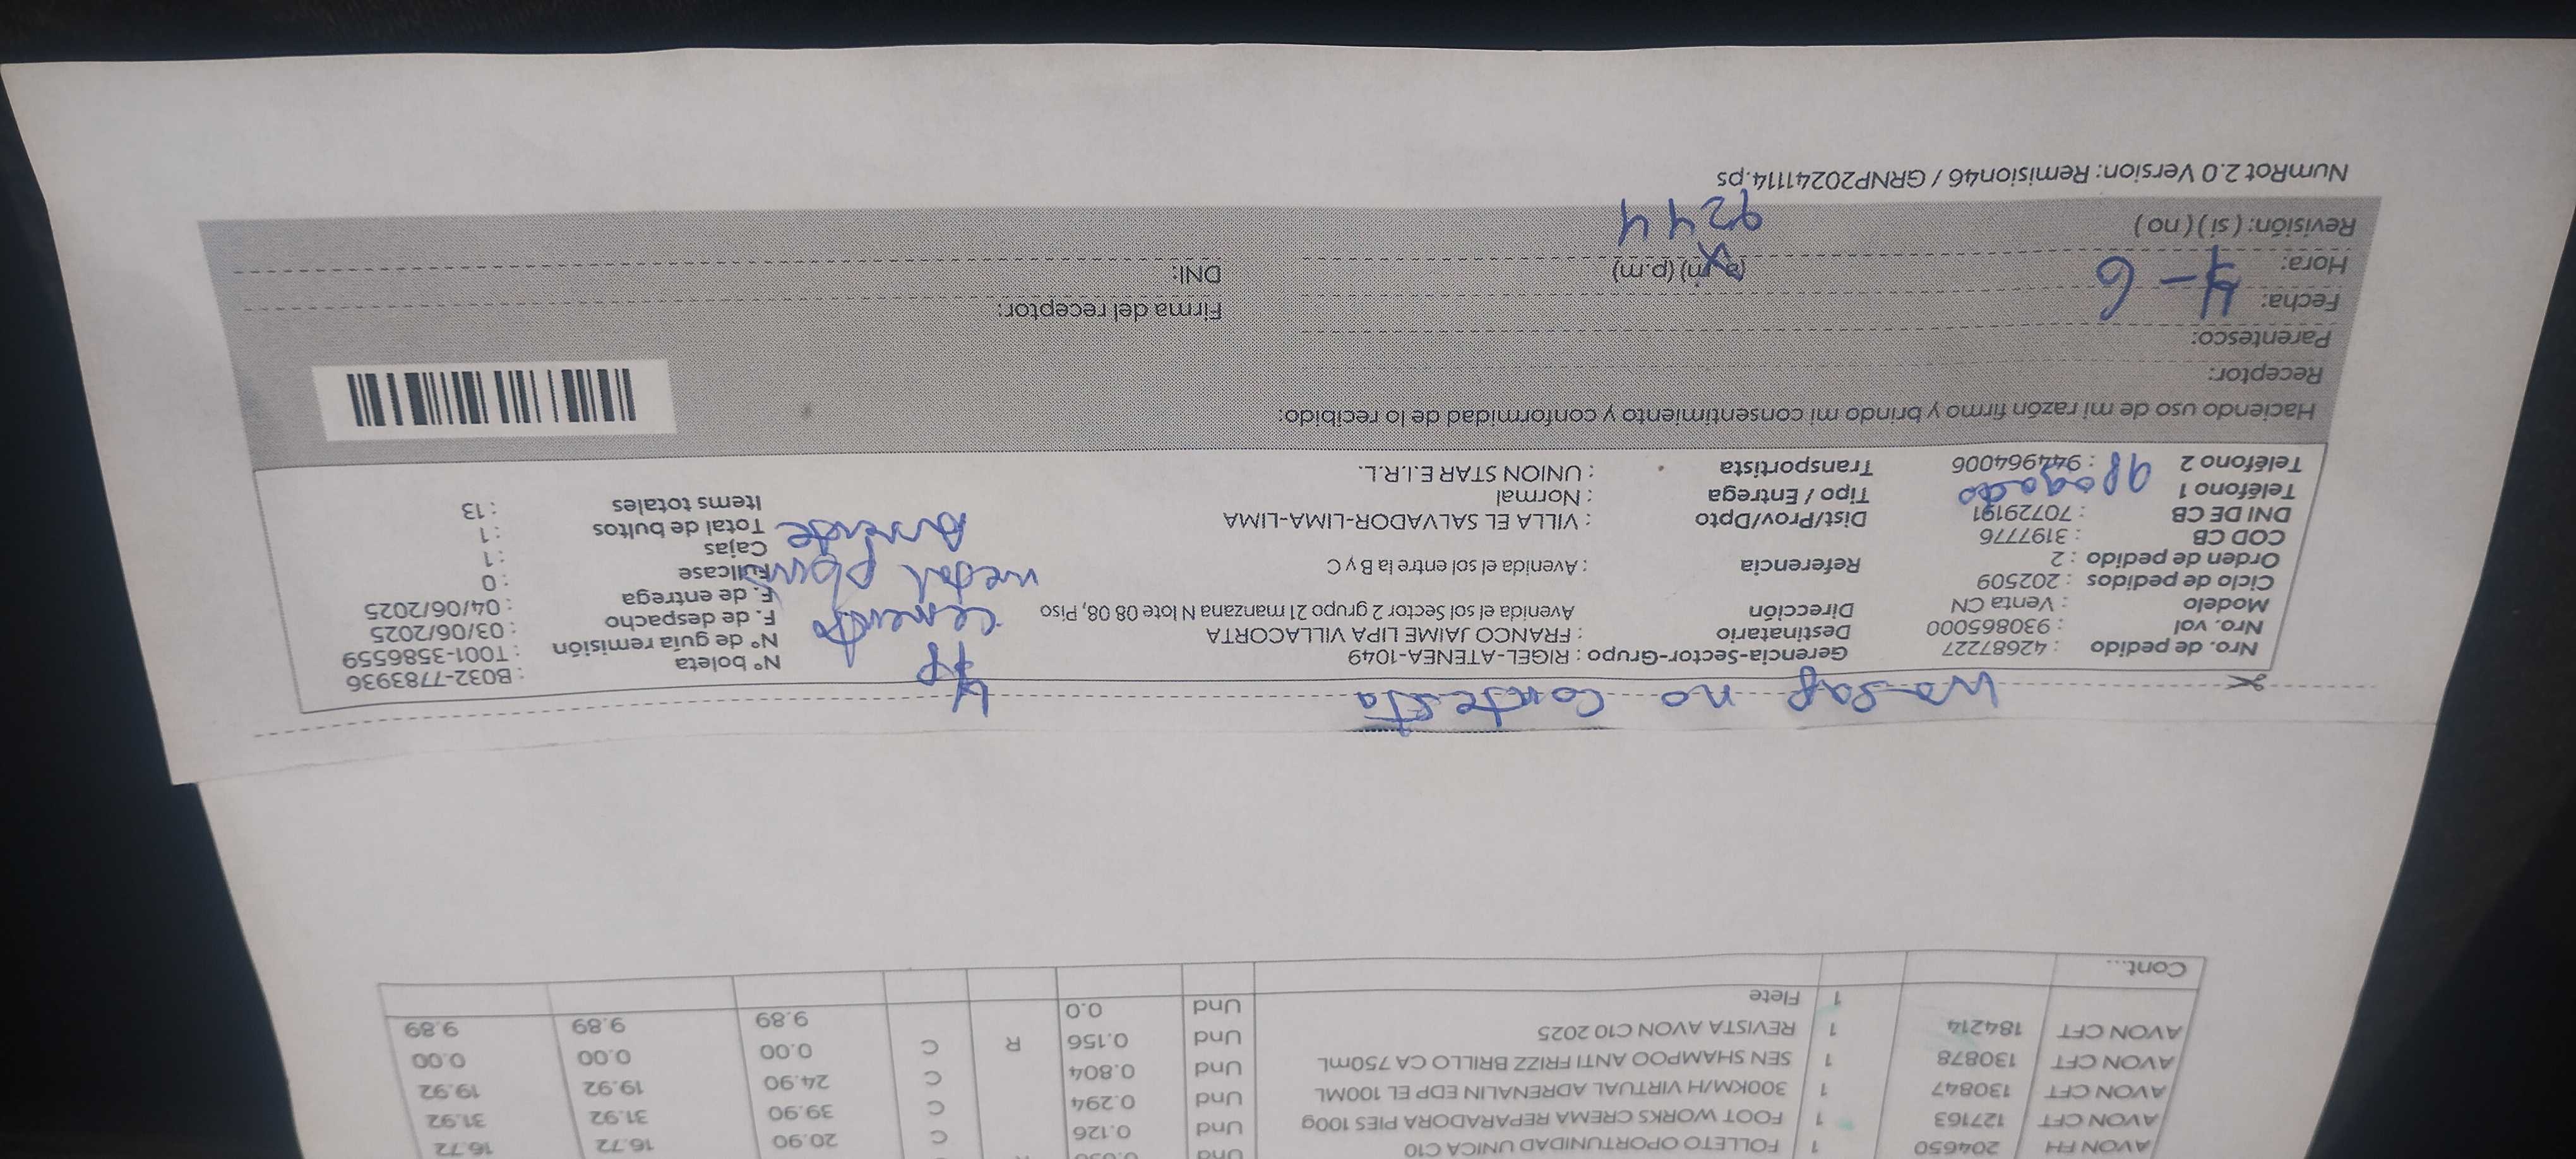 AVON FH 204650 1 FOLLETO OPORTUNIDAD UNICA C10 Und
AVON CFT 127163 1 FOOT WORKS CREMA REPARADORA PIES 100g Und 0.126 C 20.90 16.72 16.72
AVON CFT 130847 1 300KM/H VIRTUAL ADRENALIN EDP EL 100ML Und 0.294 C 39.90 31.92 31.92
AVON CFT 130878 1 SEN SHAMPOO ANTI FRIZZ BRILLO CA 750mL Und 0.804 C 24.90 19.92 19.92
AVON CFT 184214 1 REVISTA AVON C10 2025 Und 0.156 R C 0.00 0.00 0.00
1 Flete Und 0.0 9.89 9.89 9.89
Cont...
wasap no contesta
Nro. de pedido : 42687227
Nro. vol : 930865000
Modelo : Venta CN
Ciclo de pedidos : 202509
Orden de pedido : 2
COD CB : 3197776
DNI DE CB : 70729191
Teléfono 1
apagado
Teléfono 2 : 944964006
Gerencia-Sector-Grupo : RIGEL-ATENEA-1049
Destinatario : FRANCO JAIME LIPA VILLACORTA
Dirección Avenida el sol Sector 2 grupo 21 manzana N lote 08 08, Piso
Referencia : Avenida el sol entre la B y C
Dist/Prov/Dpto : VILLA EL SALVADOR-LIMA-LIMA
Tipo / Entrega : Normal
Transportista : UNION STAR E.I.R.L.
4p
cemento
metal plomo
Nº boleta : B032-7783936
Nº de guía remisión : T001-3586559
F. de despacho : 03/06/2025
F. de entrega : 04/06/2025
Fullcase : 0
Cajas : 1
Total de bultos : 1
Items totales : 13
Haciendo uso de mi razón firmo y brindo mi consentimiento y conformidad de lo recibido:
Receptor:
Parentesco:
Fecha: 4-6
Firma del receptor:
Hora: (a.m) (p.m)
DNI:
Revisión: ( si ) ( no )
9244
NumRot 2.0 Version: Remision46 / GRNP20241114.ps